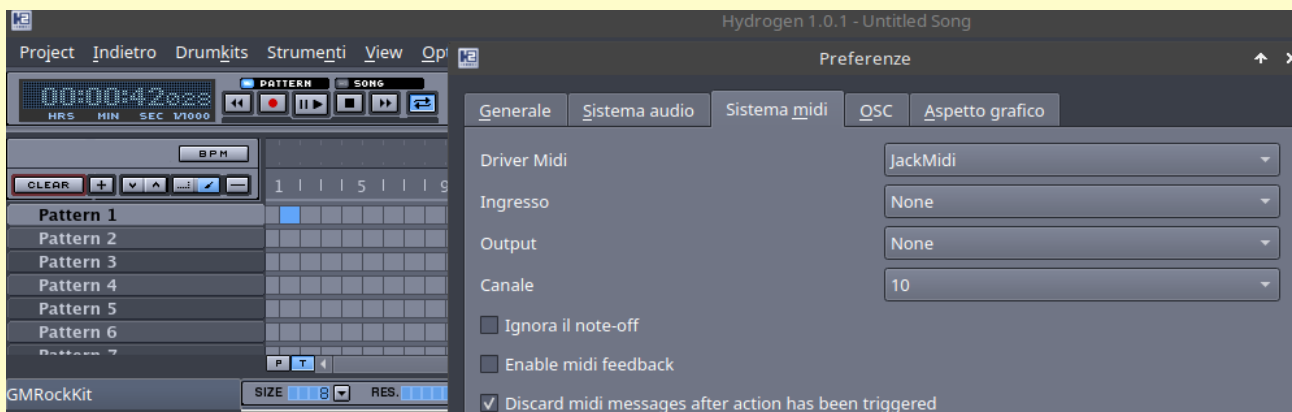 Hydrogen 1.0.1 - Untitled Song
Project Indietro Drumkits Strumenti View Opt
Preferenze
PATTERN SONG
00:00:42028
HRS MIN SEC 1/1000
Generale Sistema audio Sistema midi OSC Aspetto grafico
BPM
CLEAR
1 5 9
Driver Midi JackMidi
Ingresso None
Output None
Canale 10
Ignora il note-off
Enable midi feedback
Discard midi messages after action has been triggered
Pattern 1
Pattern 2
Pattern 3
Pattern 4
Pattern 5
Pattern 6
Pattern 7
P T
GMRockKit
SIZE 8 RES.